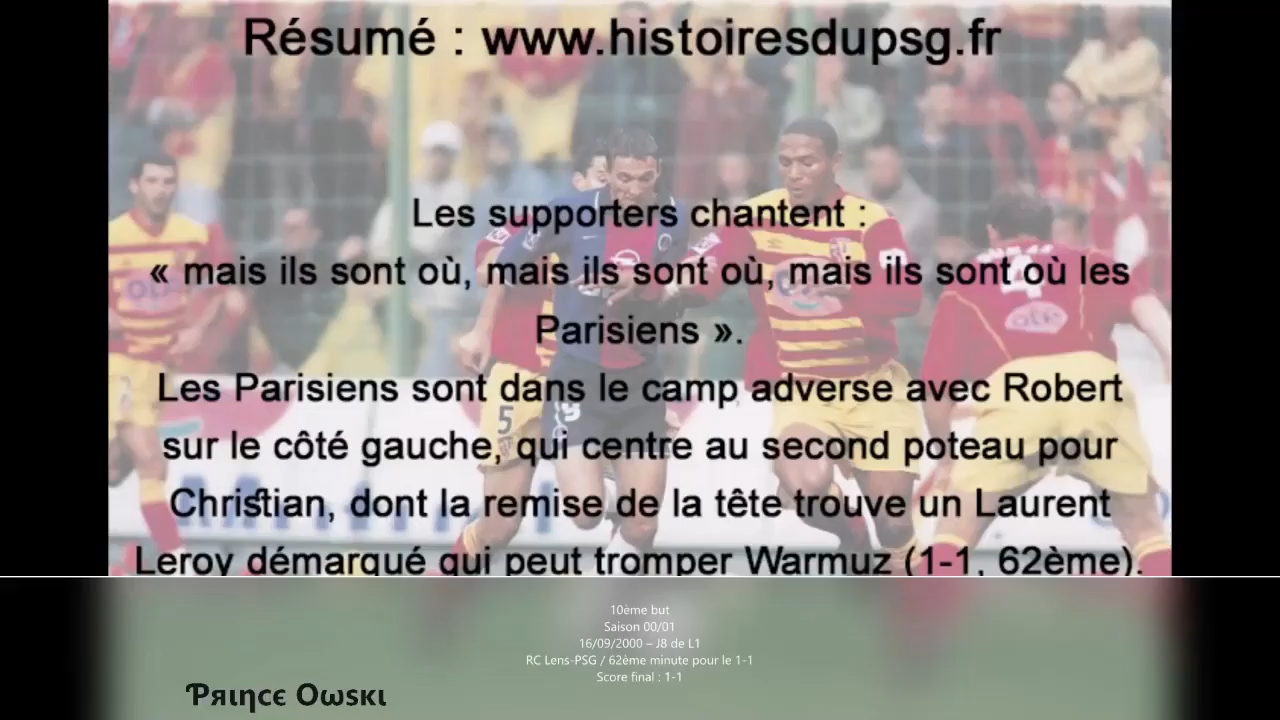 Résumé : www.histoiresdupsg.fr
Les supporters chantent :
« mais ils sont où, mais ils sont où, mais ils sont où les
Parisiens ».
Les Parisiens sont dans le camp adverse avec Robert
sur le côté gauche, qui centre au second poteau pour
Christian, dont la remise de la tête trouve un Laurent
Leroy démarqué qui peut tromper Warmuz (1-1, 62ème).
5
10ème but
Saison 00/01
16/09/2000 – J8 de L1
RC Lens-PSG / 62ème minute pour le 1-1
Score final : 1-1
Ƥяιηcє Oωѕкι